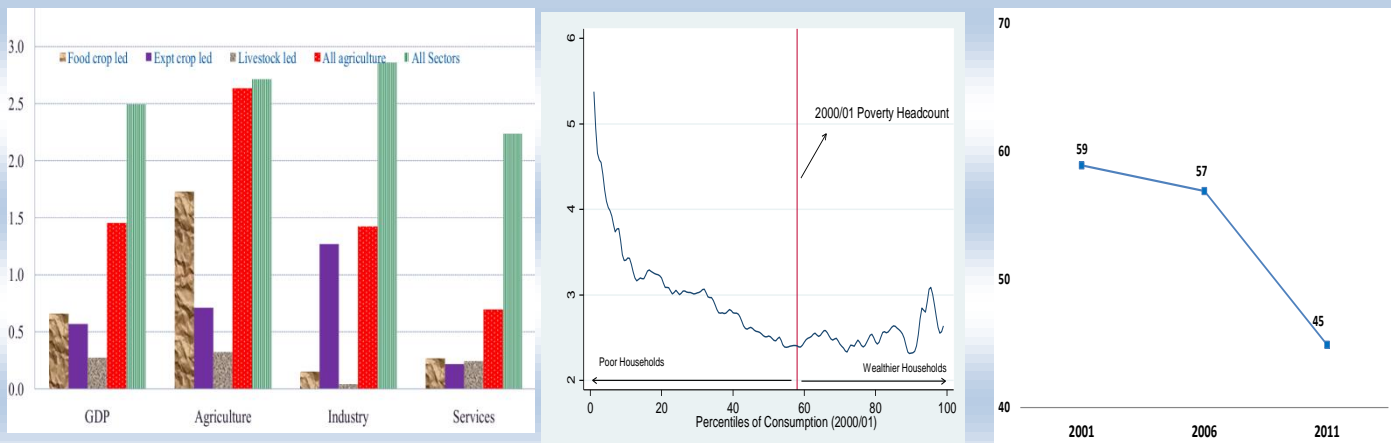 3.0
Food crop led Expt crop led Livestock led All agriculture All Sectors
2.5
2.0
1.5
1.0
0.5
0.0
GDP Agriculture Industry Services
6
5
4
3
2
2000/01 Poverty Headcount
Poor Households
Wealthier Households
0 20 40 60 80 100
Percentiles of Consumption (2000/01)
70
60
50
40
59
57
45
2001 2006 2011